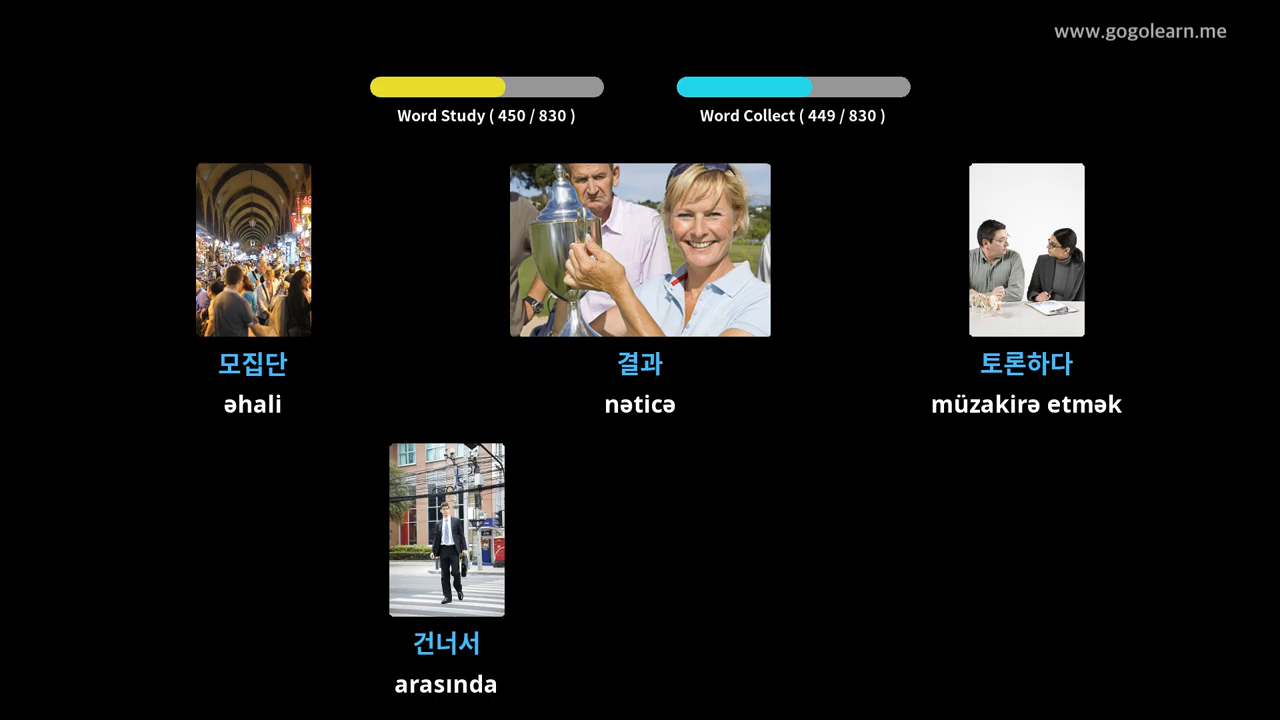 www.gogolearn.me
Word Study ( 450 / 830 )
Word Collect ( 449 / 830 )
모집단
əhali
결과
nəticə
토론하다
müzakirə etmək
건너서
arasında